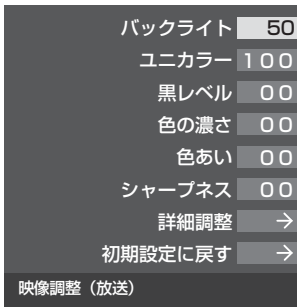 バックライト 50
ユニカラー 100
黒レベル 00
色の濃さ 00
色あい 00
シャープネス 00
詳細調整 →
初期設定に戻す →
映像調整（放送）